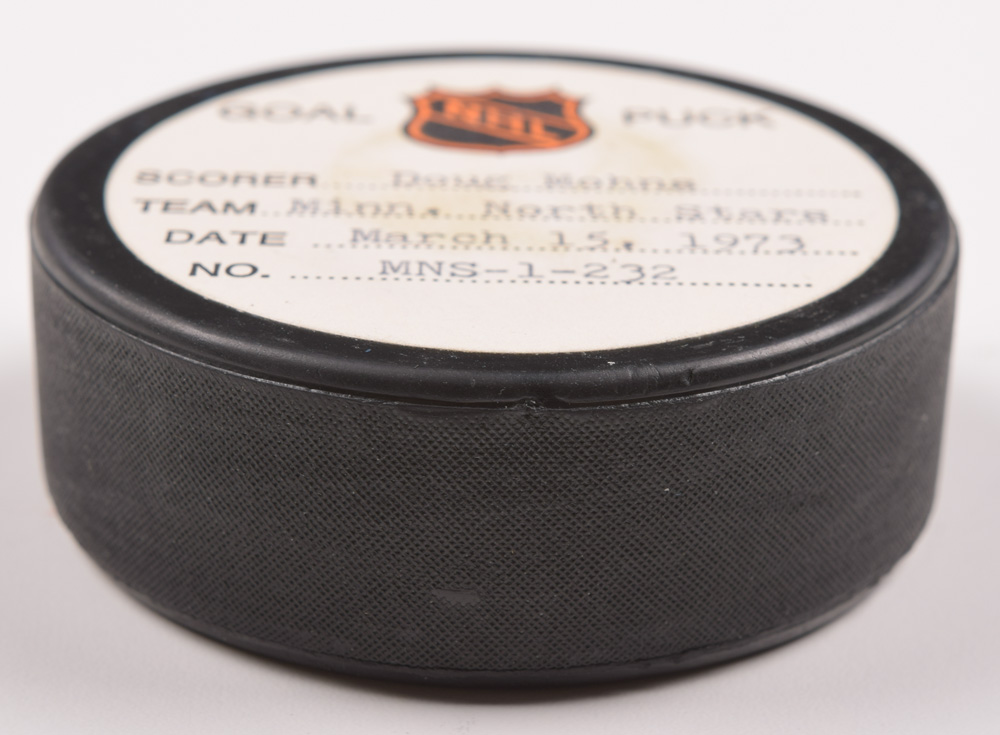 GOAL NHL PUCK
SCORER Doug Mohns
TEAM Minn. North Stars
DATE March 15, 1973
NO. MNS-1-232